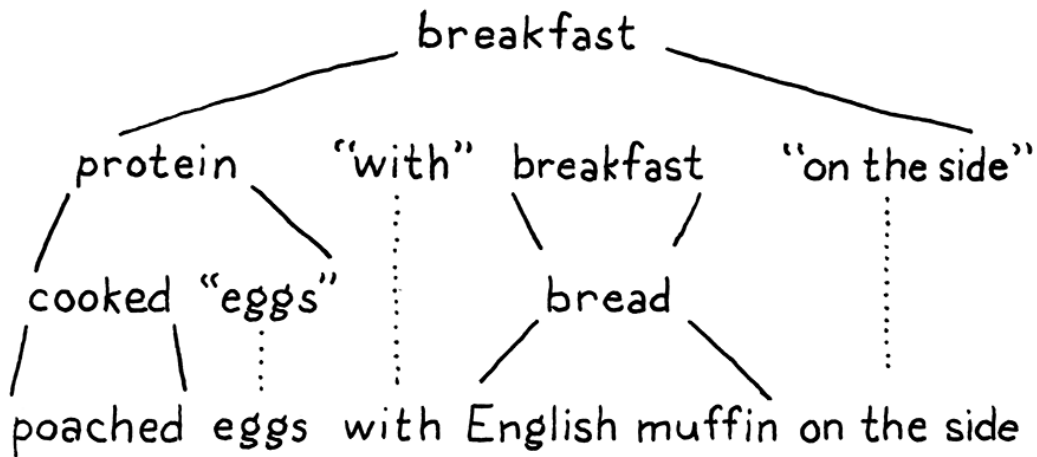 breakfast
protein “with” breakfast “on the side”
cooked “eggs” bread
poached eggs with English muffin on the side